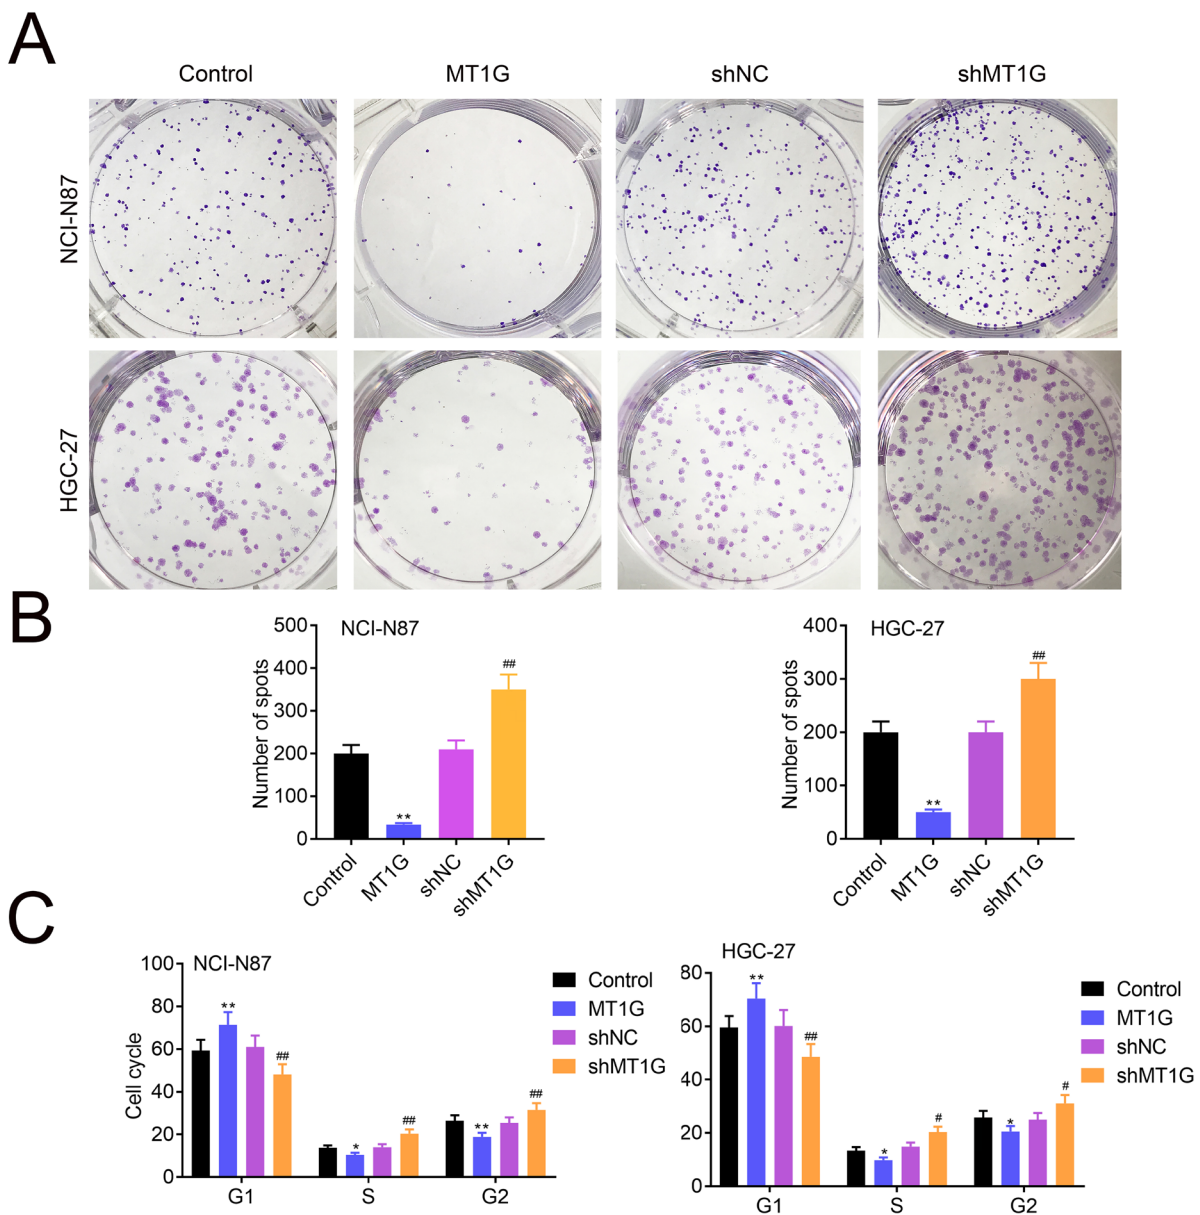 A
Control MT1G shNC shMT1G
NCI-N87
HGC-27
B
NCI-N87
Number of spots
500
400
300
200
100
0
**
##
Control MT1G shNC shMT1G
HGC-27
Number of spots
400
300
200
100
0
**
##
Control MT1G shNC shMT1G
C
NCI-N87
Cell cycle
100
80
60
40
20
0
** ## * ## ** ##
G1 S G2
Control
MT1G
shNC
shMT1G
HGC-27
80
60
40
20
0
** ## * # * #
G1 S G2
Control
MT1G
shNC
shMT1G